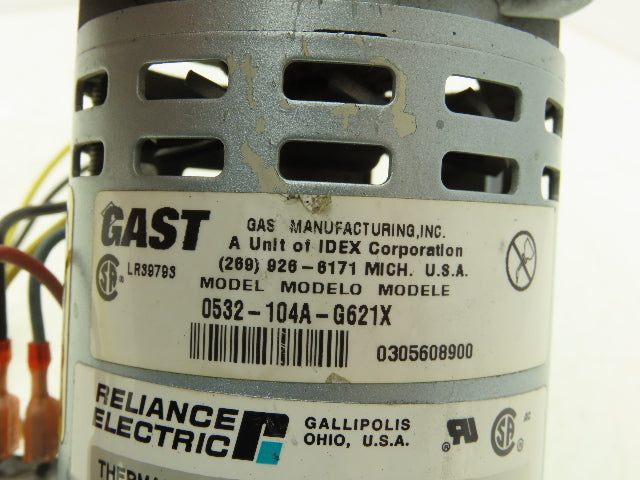 GAST
GAS MANUFACTURING,INC.
A Unit of IDEX Corporation
(269) 926-6171 MICH. U.S.A.
LR39793
MODEL MODELO MODELE
0532-104A-G621X
0305608900
RELIANCE
ELECTRIC
GALLIPOLIS
OHIO, U.S.A.